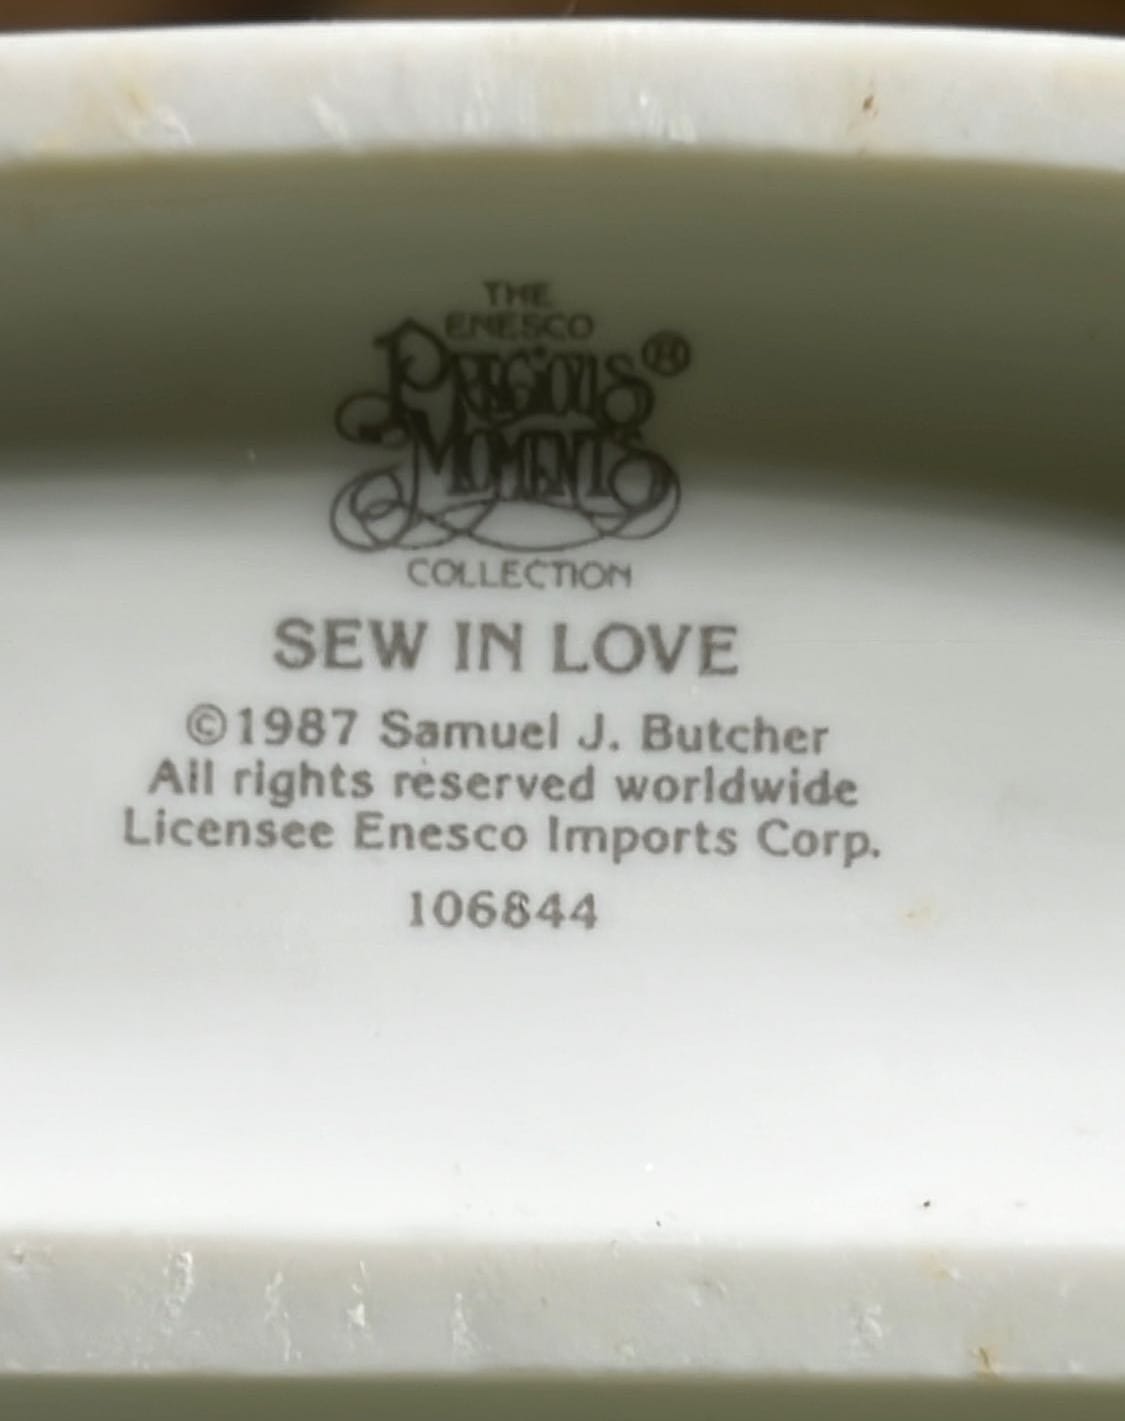 THE
ENESCO
PRECIOUS®
MOMENTS
COLLECTION
SEW IN LOVE
©1987 Samuel J. Butcher
All rights reserved worldwide
Licensee Enesco Imports Corp.
106844